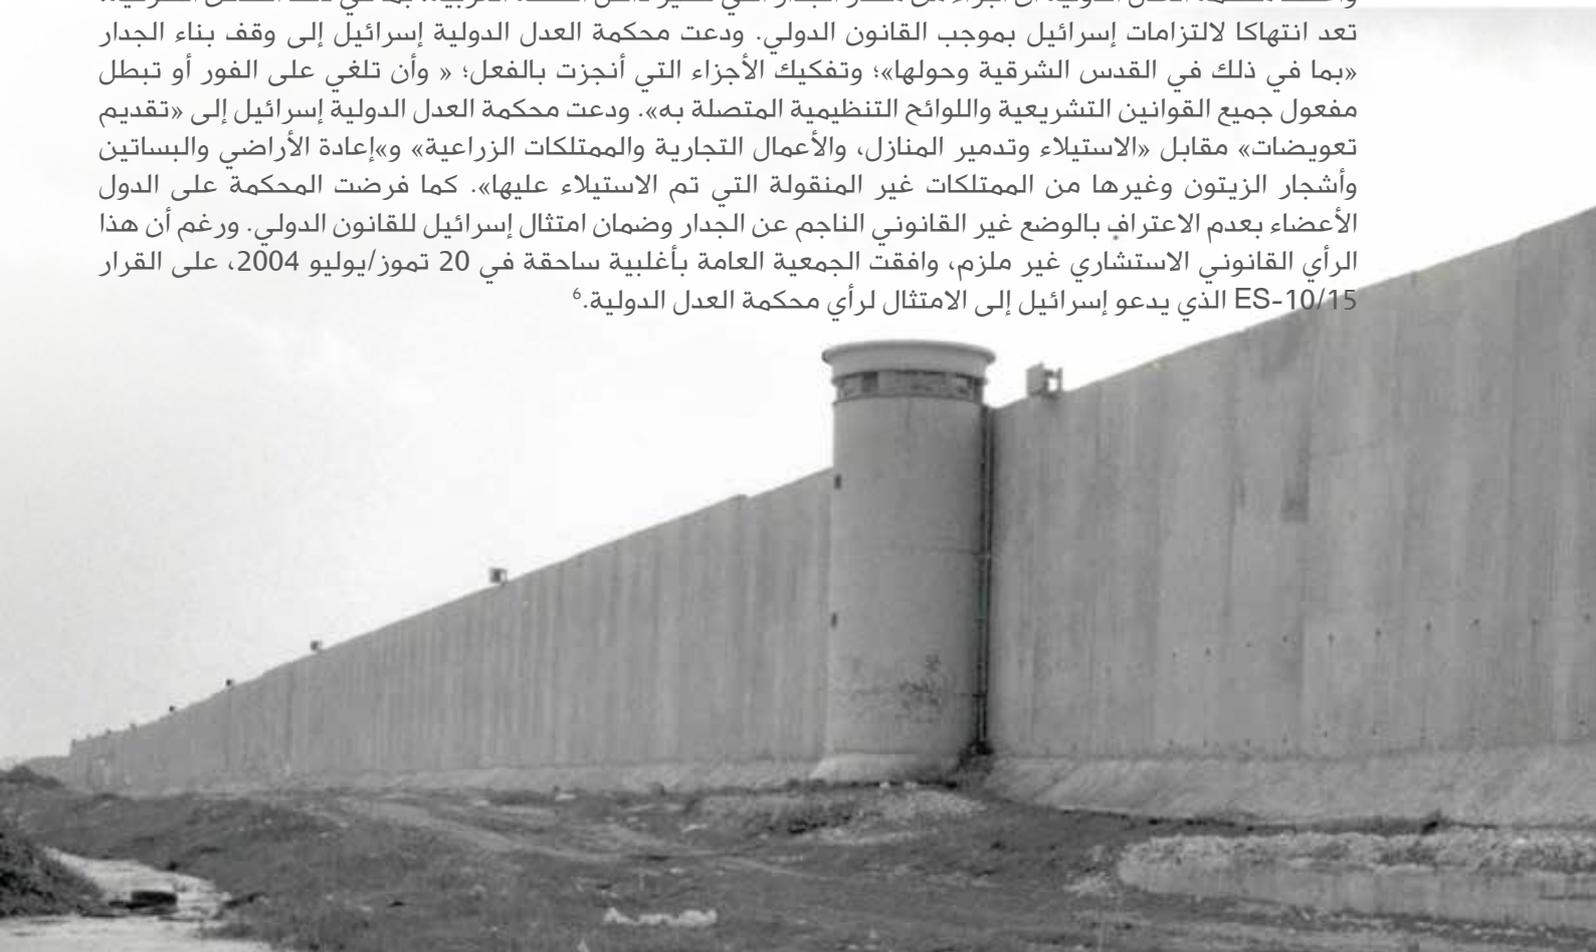 تعد انتهاكا لالتزامات إسرائيل بموجب القانون الدولي. ودعت محكمة العدل الدولية إسرائيل إلى وقف بناء الجدار
«بما في ذلك في القدس الشرقية وحولها»؛ وتفكيك الأجزاء التي أنجزت بالفعل؛ « وأن تلغي على الفور أو تبطل
مفعول جميع القوانين التشريعية واللوائح التنظيمية المتصلة به». ودعت محكمة العدل الدولية إسرائيل إلى «تقديم
تعويضات» مقابل «الاستيلاء وتدمير المنازل، والأعمال التجارية والممتلكات الزراعية» و»إعادة الأراضي والبساتين
وأشجار الزيتون وغيرها من الممتلكات غير المنقولة التي تم الاستيلاء عليها». كما فرضت المحكمة على الدول
الأعضاء بعدم الاعتراف بالوضع غير القانوني الناجم عن الجدار وضمان امتثال إسرائيل للقانون الدولي. ورغم أن هذا
الرأي القانوني الاستشاري غير ملزم، وافقت الجمعية العامة بأغلبية ساحقة في 20 تموز/يوليو 2004، على القرار
ES-10/15 الذي يدعو إسرائيل إلى الامتثال لرأي محكمة العدل الدولية.⁶